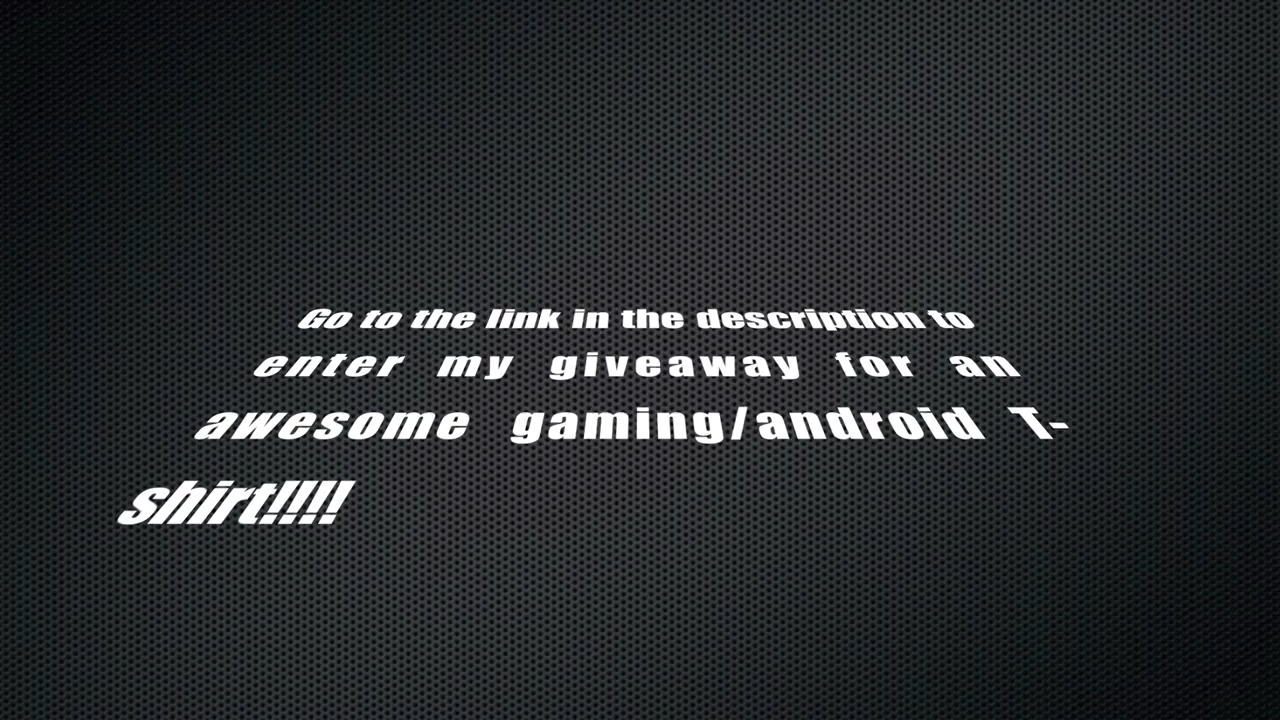 Go to the link in the description to
enter my giveaway for an
awesome gaming/android T-
shirt!!!!